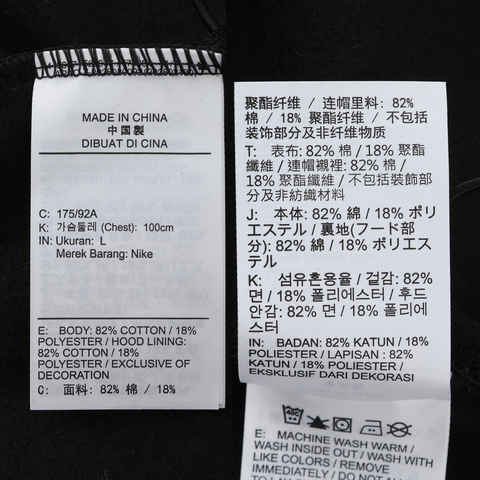 MADE IN CHINA
中國製
DIBUAT DI CINA
C: 175/92A
K: 가슴둘레 (Chest): 100cm
IN: Ukuran: L
Merek Barang: Nike
E: BODY: 82% COTTON / 18%
POLYESTER / HOOD LINING:
82% COTTON / 18%
POLYESTER / EXCLUSIVE OF
DECORATION
C: 面料: 82% 棉 / 18%
聚酯纤维 / 连帽里料: 82%
棉 / 18% 聚酯纤维 / 不包括
装饰部分及非纤维物质
T: 表布: 82% 棉 / 18% 聚酯
纖維 / 連帽襯裡: 82% 棉 /
18% 聚酯纖維 / 不包括裝飾部
分及非紡織材料
J: 本体: 82% 綿 / 18% ポリ
エステル / 裏地(フード部
分): 82% 綿 / 18% ポリエス
テル
K: 섬유혼용율 / 겉감: 82%
면 / 18% 폴리에스터 / 후드
안감: 82% 면 / 18% 폴리에
스터
IN: BADAN: 82% KATUN / 18%
POLIESTER / LAPISAN : 82%
KATUN / 18% POLIESTER /
EKSKLUSIF DARI DEKORASI
E: MACHINE WASH WARM /
WASH INSIDE OUT / WASH WITH
LIKE COLORS / REMOVE
IMMEDIATELY / DO NOT